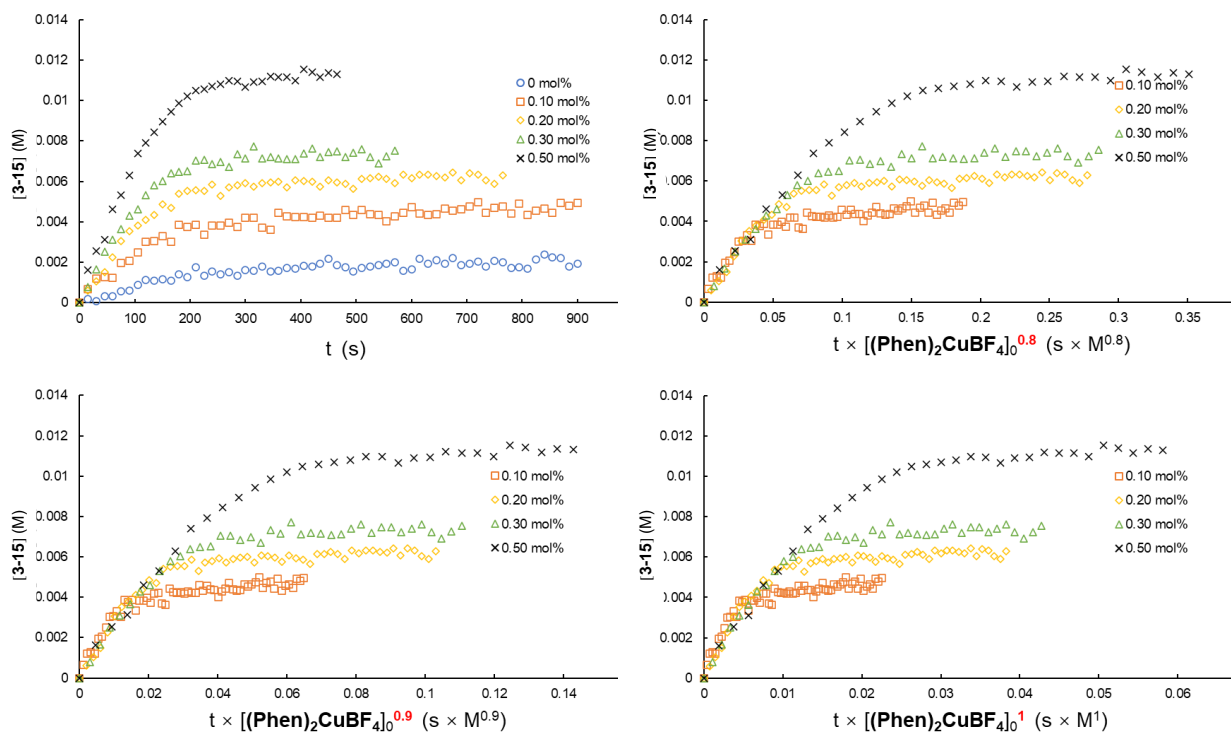 0.014
0.012
0.01
0.008
0.006
0.004
0.002
0
[3-15] (M)
0 100 200 300 400 500 600 700 800 900
t (s)
0 mol%
0.10 mol%
0.20 mol%
0.30 mol%
0.50 mol%
0.014
0.012
0.01
0.008
0.006
0.004
0.002
0
[3-15] (M)
0 0.05 0.1 0.15 0.2 0.25 0.3 0.35
t × [(Phen)₂CuBF₄]₀⁰·⁸ (s × M⁰·⁸)
0.10 mol%
0.20 mol%
0.30 mol%
0.50 mol%
0.014
0.012
0.01
0.008
0.006
0.004
0.002
0
[3-15] (M)
0 0.02 0.04 0.06 0.08 0.1 0.12 0.14
t × [(Phen)₂CuBF₄]₀⁰·⁹ (s × M⁰·⁹)
0.10 mol%
0.20 mol%
0.30 mol%
0.50 mol%
0.014
0.012
0.01
0.008
0.006
0.004
0.002
0
[3-15] (M)
0 0.01 0.02 0.03 0.04 0.05 0.06
t × [(Phen)₂CuBF₄]₀¹ (s × M¹)
0.10 mol%
0.20 mol%
0.30 mol%
0.50 mol%